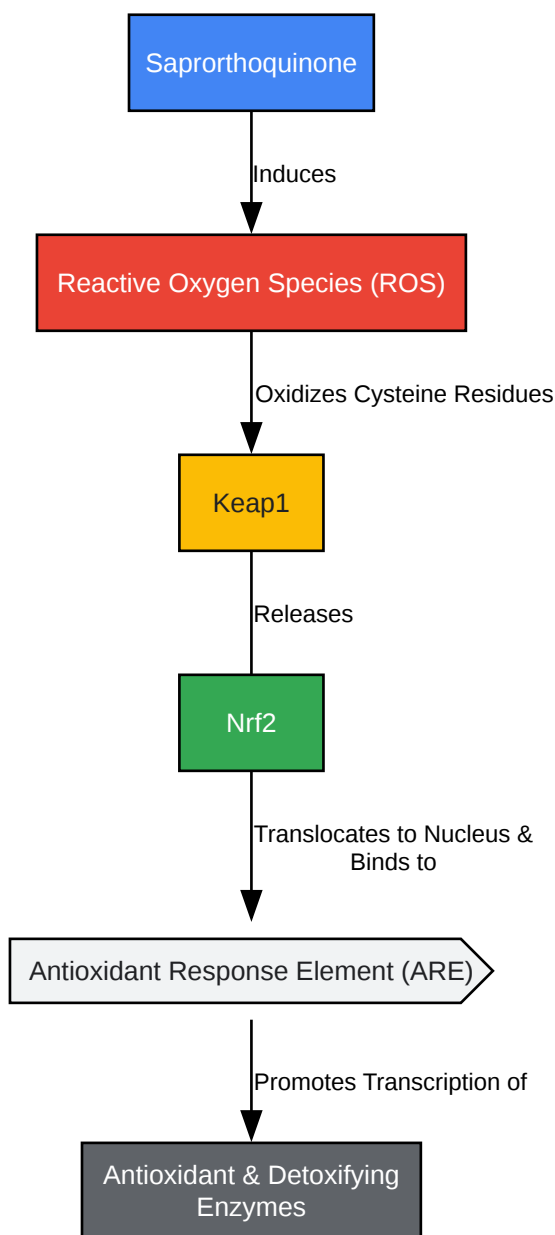 Saprorthoquinone
Induces
Reactive Oxygen Species (ROS)
Oxidizes Cysteine Residues
Keap1
Releases
Nrf2
Translocates to Nucleus &
Binds to
Antioxidant Response Element (ARE)
Promotes Transcription of
Antioxidant & Detoxifying
Enzymes